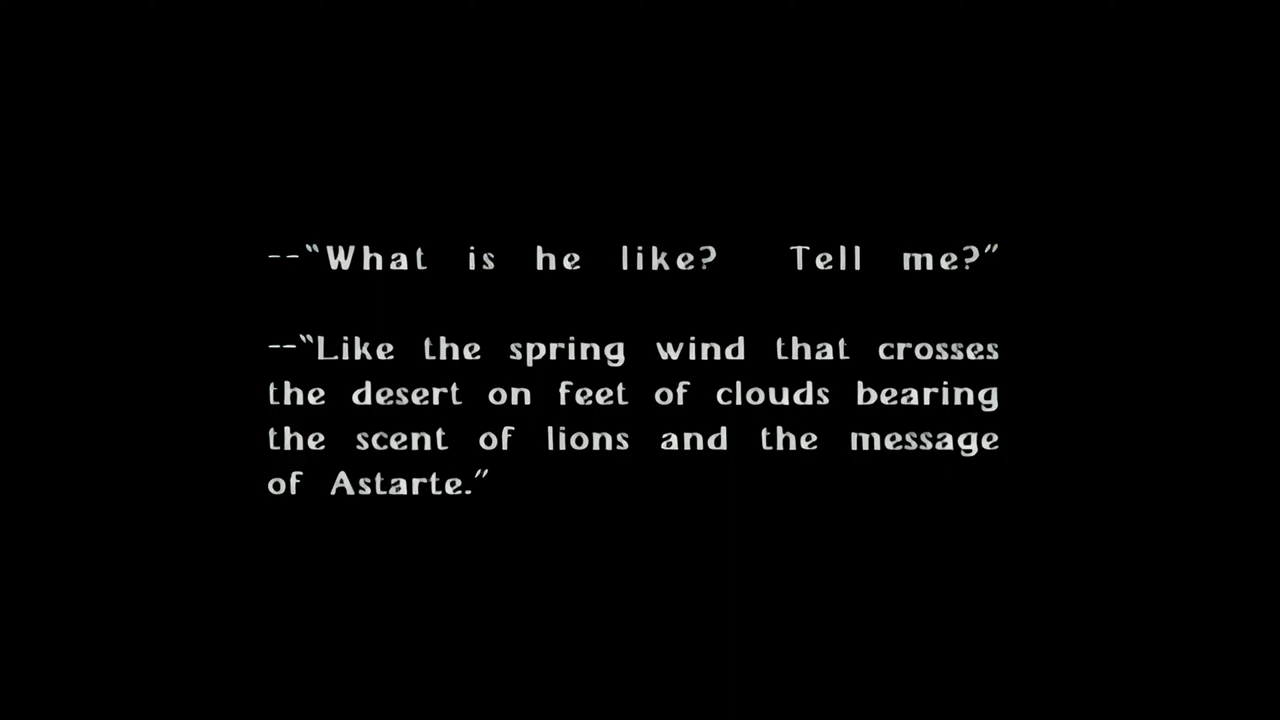 --“What is he like? Tell me?”
--“Like the spring wind that crosses
the desert on feet of clouds bearing
the scent of lions and the message
of Astarte.”